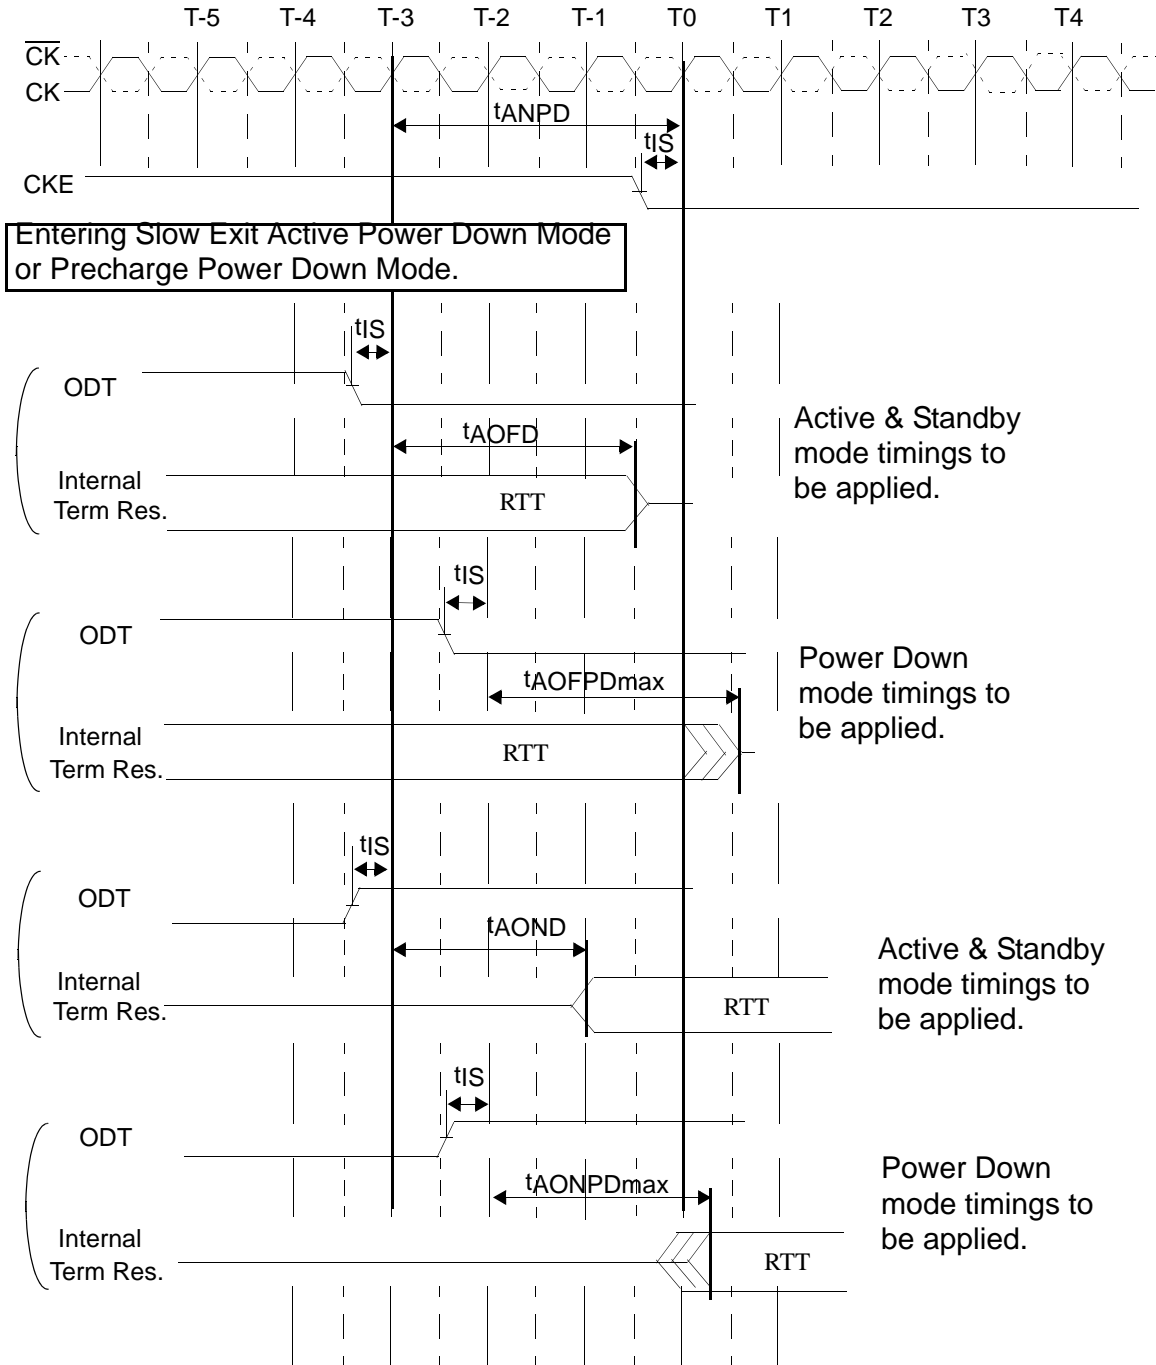 T-5 T-4 T-3 T-2 T-1 T0 T1 T2 T3 T4
CK
CK
tANPD
tIS
CKE
Entering Slow Exit Active Power Down Mode
or Precharge Power Down Mode.
tIS
ODT
Active & Standby
mode timings to
be applied.
tAOFD
Internal
Term Res.
RTT
tIS
ODT
Power Down
mode timings to
be applied.
tAOFPDmax
Internal
Term Res.
RTT
tIS
ODT
tAOND
Active & Standby
mode timings to
be applied.
Internal
Term Res.
RTT
tIS
ODT
Power Down
mode timings to
be applied.
tAONPDmax
Internal
Term Res.
RTT